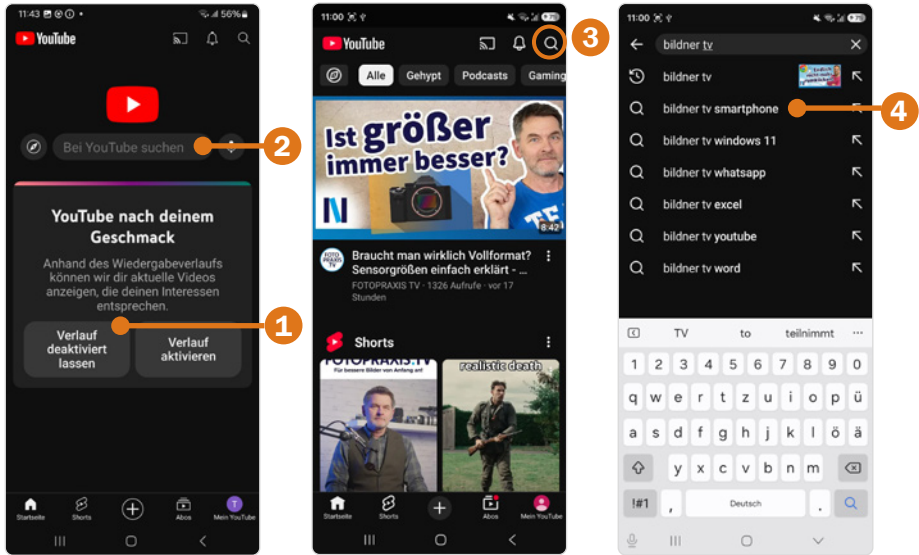 11:43
56%
YouTube
Bei YouTube suchen
2
YouTube nach deinem
Geschmack
Anhand des Wiedergabeverlaufs
können wir dir aktuelle Videos
anzeigen, die deinen Interessen
entsprechen.
1
Verlauf
deaktiviert
lassen
Verlauf
aktivieren
Startseite
Shorts
Abos
T
Mein YouTube
11:00
YouTube
3
Alle
Gehypt
Podcasts
Gaming
Ist größer
immer besser?
8:42
FOTO
PRAXIS
TV
Braucht man wirklich Vollformat?
Sensorgrößen einfach erklärt - ...
FOTOPRAXIS TV · 1326 Aufrufe · vor 17
Stunden
Shorts
FOTOPRAXIS.TV
Für bessere Bilder von Anfang an!
realistic death
Startseite
Shorts
Abos
Mein YouTube
11:00
bildner tv
bildner tv
bildner tv smartphone
4
bildner tv windows 11
bildner tv whatsapp
bildner tv excel
bildner tv youtube
bildner tv word
TV to teilnimmt
1 2 3 4 5 6 7 8 9 0
q w e r t z u i o p ü
a s d f g h j k l ö ä
y x c v b n m
!#1 , Deutsch .